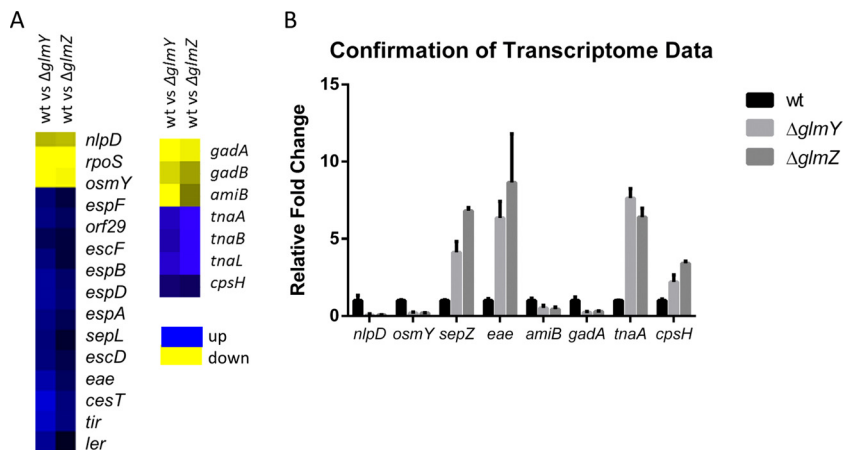 A
wt vs ΔglmY
wt vs ΔglmZ
nlpD
rpoS
osmY
espF
orf29
escF
espB
espD
espA
sepL
escD
eae
cesT
tir
ler
wt vs ΔglmY
wt vs ΔglmZ
gadA
gadB
amiB
tnaA
tnaB
tnaL
cpsH
up
down
B
Confirmation of Transcriptome Data
Relative Fold Change
15
10
5
0
nlpD osmY sepZ eae amiB gadA tnaA cpsH
wt
ΔglmY
ΔglmZ